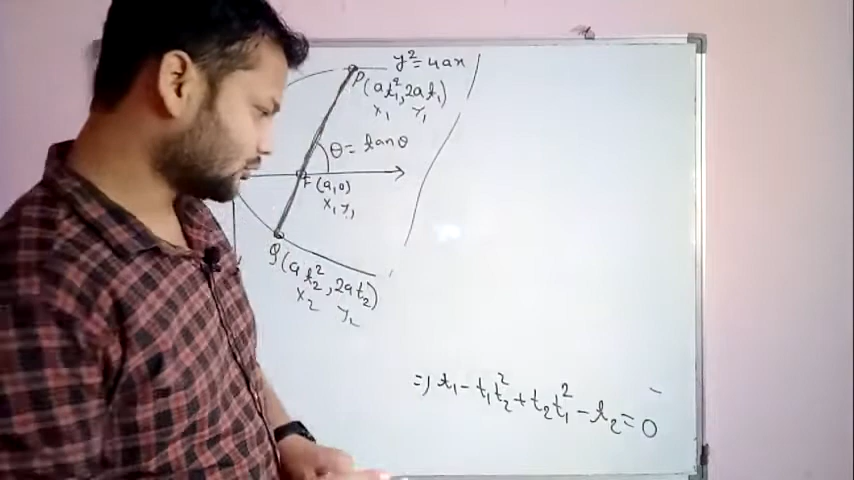 y² = 4ax
P(at₁², 2at₁)
x₁ y₁
θ = tanθ
F(a,0)
x₁ y₁
Q(at₂², 2at₂)
x₂ y₂
=) t₁ - t₁t₂² + t₂t₁² - t₂ = 0